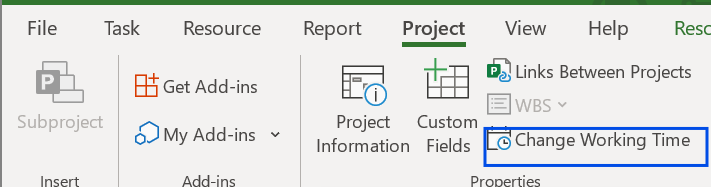 File Task Resource Report Project View Help Reso
Subproject
Get Add-ins
My Add-ins
Project
Information
Custom
Fields
Links Between Projects
WBS
Change Working Time
Insert Add-ins Properties